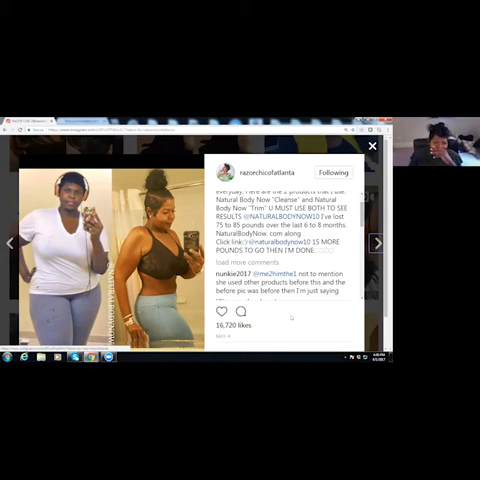 razorchicofatlanta
Following
everyday. Here are the 2 products that I use.
Natural Body Now "Cleanse" and Natural
Body Now "Trim" U MUST USE BOTH TO SEE
RESULTS @NATURALBODYNOW10 I've lost
75 to 85 pounds over the last 6 to 8 months.
NaturalBodyNow. com along
Click link @naturalbodynow10 15 MORE
POUNDS TO GO THEN I'M DONE
load more comments
nunkie2017 @me2himthe1 not to mention
she used other products before this and the
before pic was before then I'm just saying
16,720 likes
MAY 4
NATURALBODYNOW